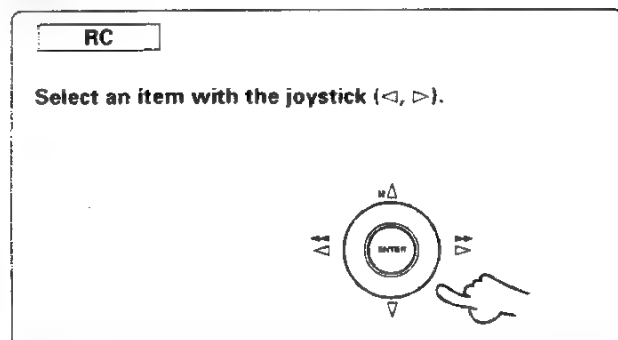 RC
Select an item with the joystick (◁, ▷).
ENTER